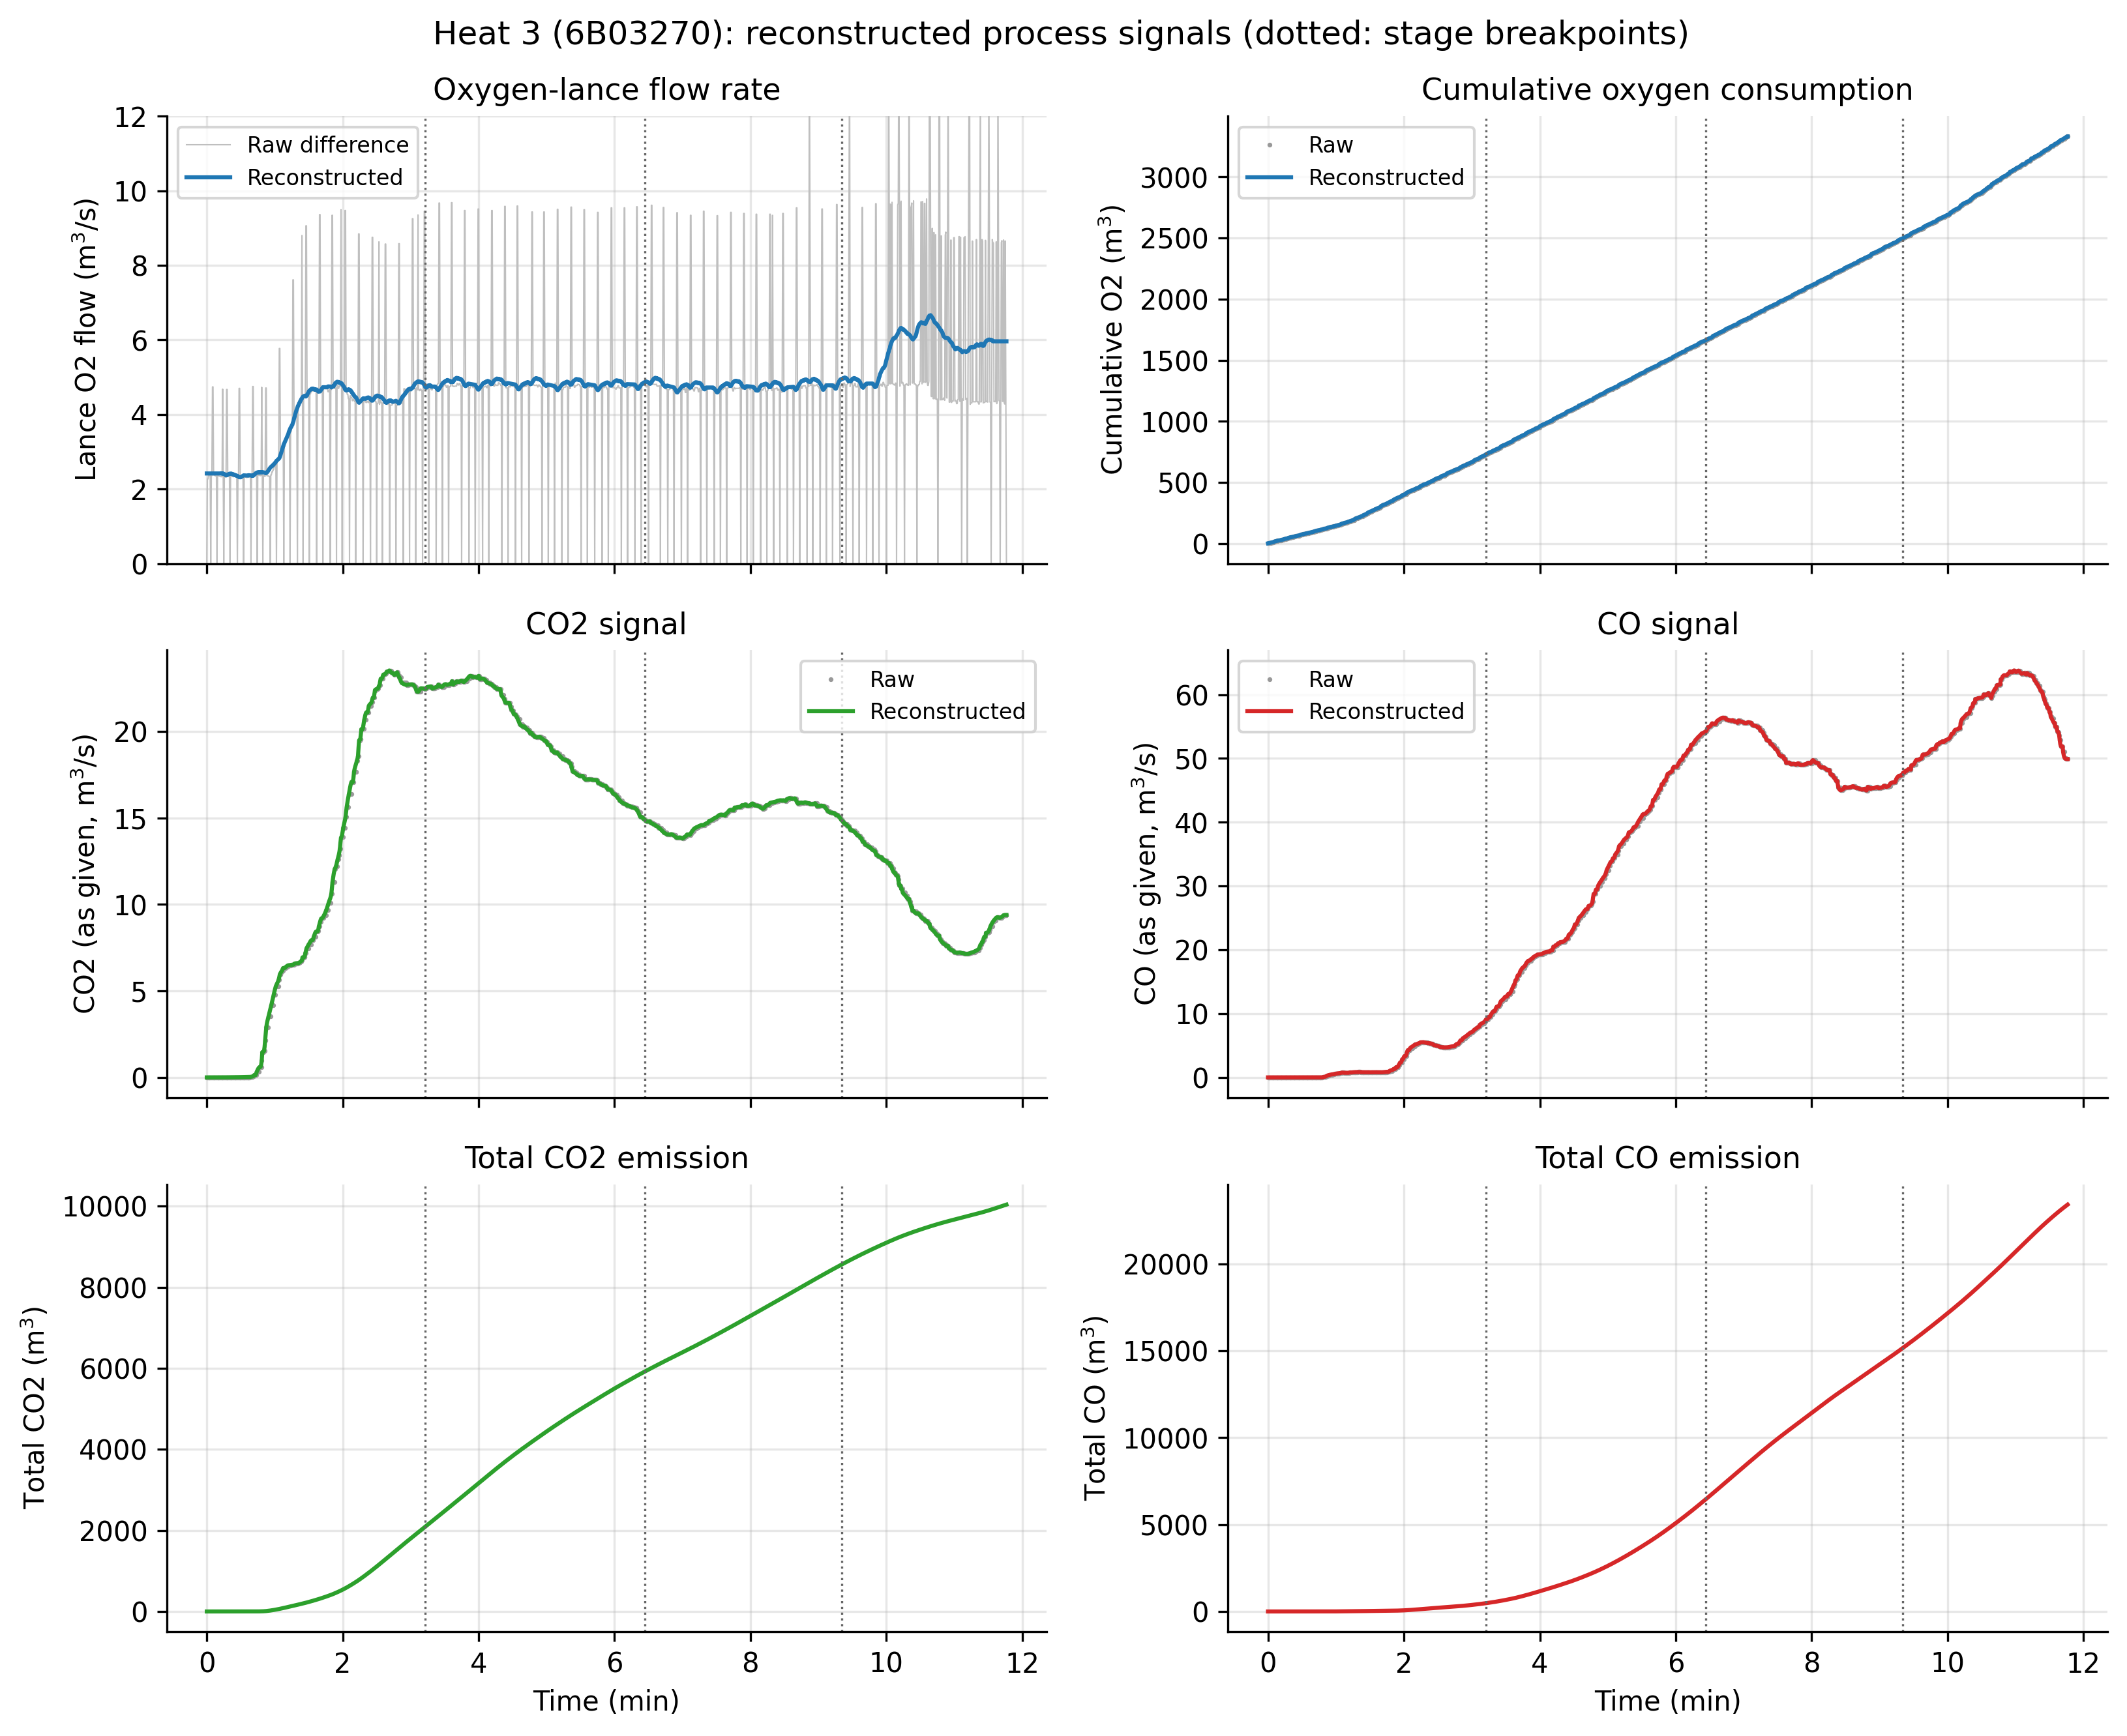 Heat 3 (6B03270): reconstructed process signals (dotted: stage breakpoints)
Oxygen-lance flow rate
Lance O2 flow (m³/s)
12
10
8
6
4
2
0
Raw difference
Reconstructed
Cumulative oxygen consumption
Cumulative O2 (m³)
3000
2500
2000
1500
1000
500
0
Raw
Reconstructed
CO2 signal
CO2 (as given, m³/s)
20
15
10
5
0
Raw
Reconstructed
CO signal
CO (as given, m³/s)
60
50
40
30
20
10
0
Raw
Reconstructed
Total CO2 emission
Total CO2 (m³)
10000
8000
6000
4000
2000
0
0 2 4 6 8 10 12
Time (min)
Total CO emission
Total CO (m³)
20000
15000
10000
5000
0
0 2 4 6 8 10 12
Time (min)